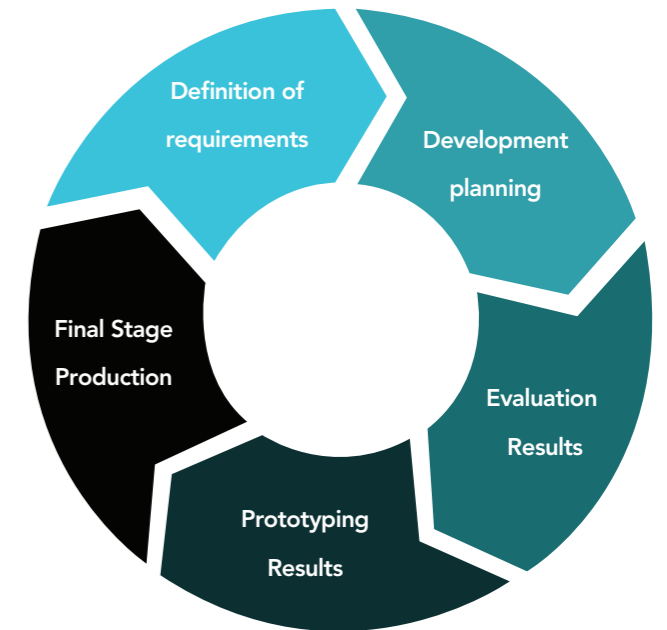 Definition of
requirements
Development
planning
Evaluation
Results
Prototyping
Results
Final Stage
Production